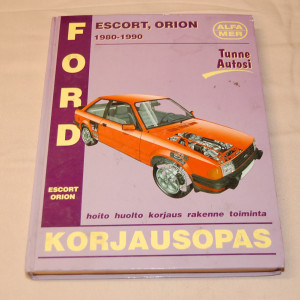 FORD
ESCORT, ORION
1980-1990
ALFA
MER
Tunne
Autosi
ESCORT
ORION
hoito huolto korjaus rakenne toiminta
KORJAUSOPAS